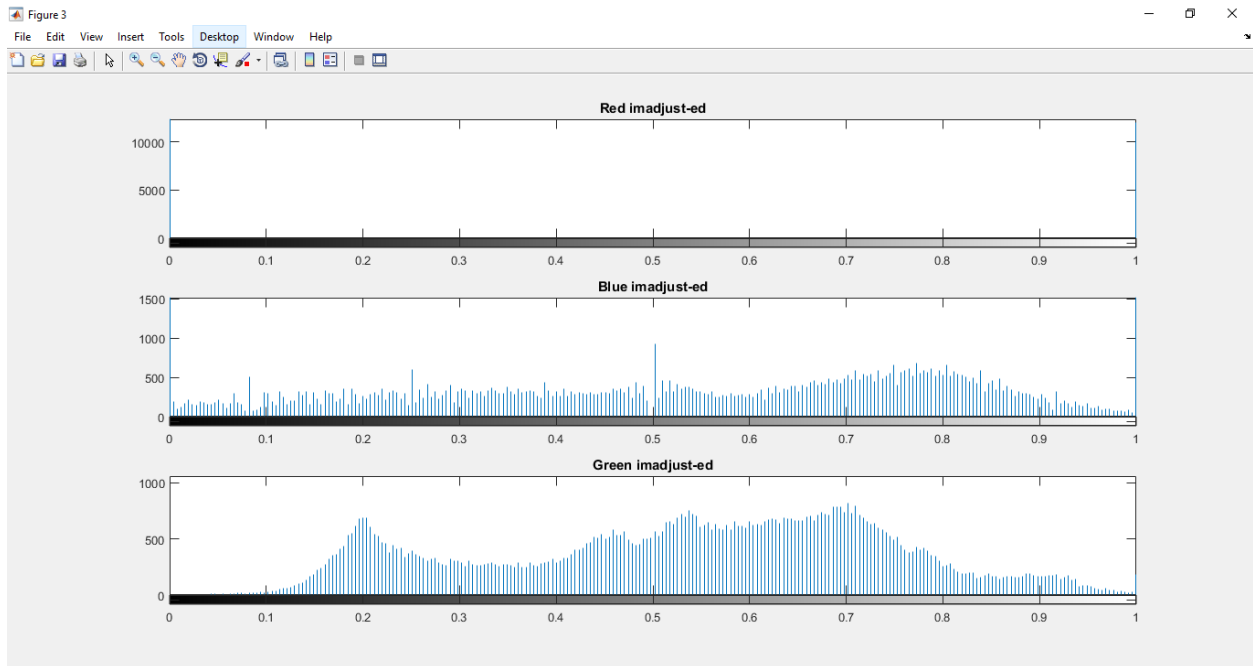 Figure 3
File Edit View Insert Tools Desktop Window Help
Red imadjust-ed
10000
5000
0
0 0.1 0.2 0.3 0.4 0.5 0.6 0.7 0.8 0.9 1
Blue imadjust-ed
1500
1000
500
0
0 0.1 0.2 0.3 0.4 0.5 0.6 0.7 0.8 0.9 1
Green imadjust-ed
1000
500
0
0 0.1 0.2 0.3 0.4 0.5 0.6 0.7 0.8 0.9 1